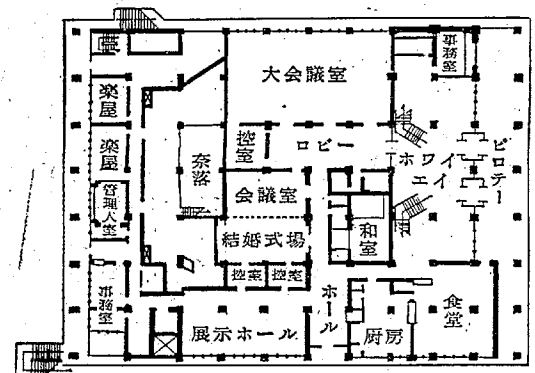 大会議室
事務室
楽屋
楽屋
控室
ロビー
ホワイ
エイ
ピロテー
奈落
会議室
管理人室
結婚式場
和室
控室
控室
事務室
ホール
展示ホール
厨房
食堂